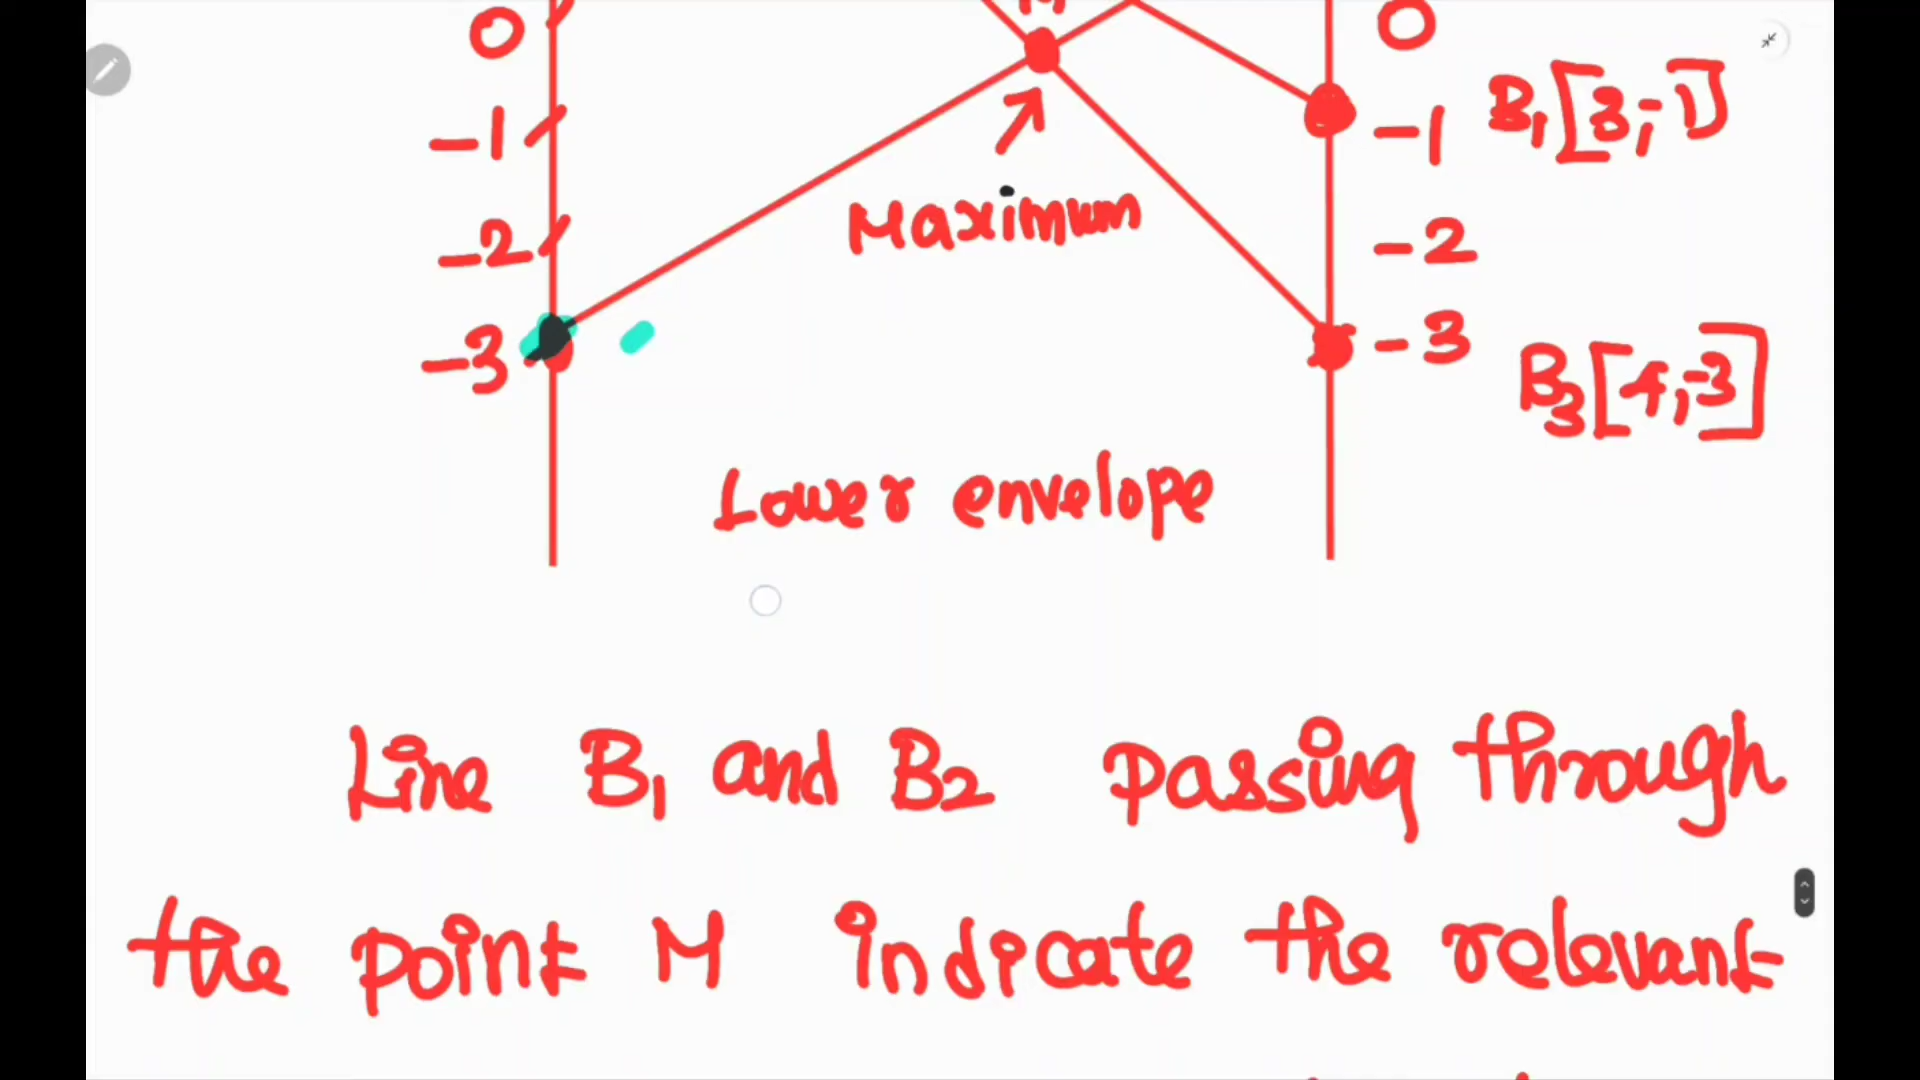 M
0 0
-1 -1 B1[3,-1]
Maximum
-2 -2
-3 -3 B3[4,-3]
Lower envelope
Line B1 and B2 passing through
the point M indicate the relevant